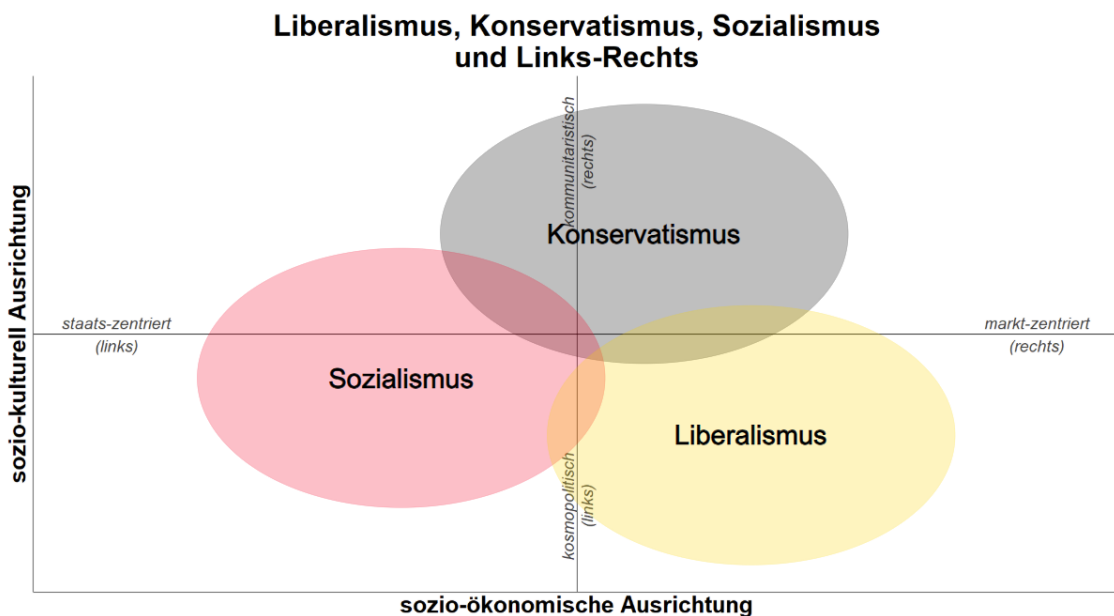 Liberalismus, Konservatismus, Sozialismus
und Links-Rechts
sozio-kulturell Ausrichtung
kommunitaristisch
(rechts)
Konservatismus
staats-zentriert
(links)
markt-zentriert
(rechts)
Sozialismus
Liberalismus
kosmopolitisch
(links)
sozio-ökonomische Ausrichtung